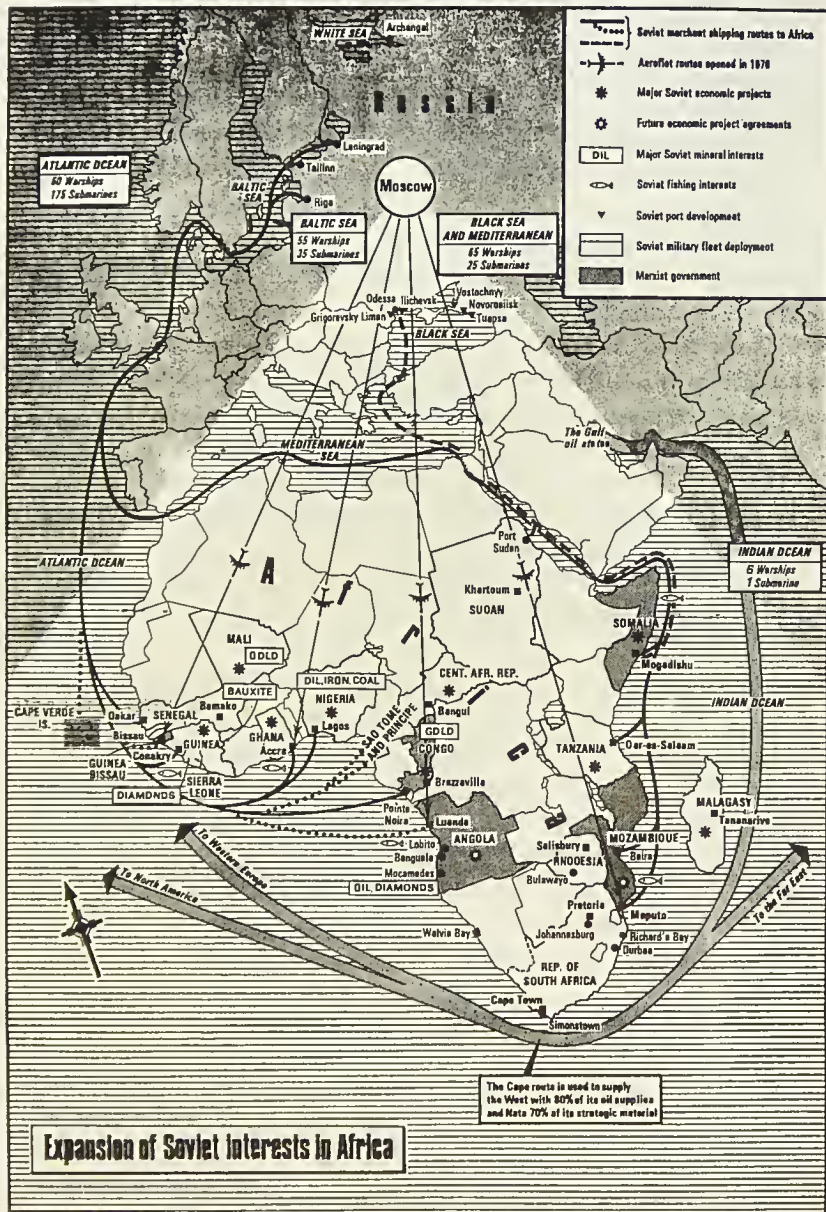 WHITE SEA
Archangel
Russia
Soviet merchant shipping routes to Africa
Aeroflot routes opened in 1976
Major Soviet economic projects
Future economic project agreements
OIL
Major Soviet mineral interests
Soviet fishing interests
Soviet port development
Soviet military fleet deployment
Marxist government
Leningrad
Tallinn
Riga
BALTIC SEA
ATLANTIC OCEAN
60 Warships
175 Submarines
Moscow
BALTIC SEA
55 Warships
35 Submarines
BLACK SEA
AND MEDITERRANEAN
65 Warships
25 Submarines
Odessa
Ilichevsk
Vostochnyy
Novorossiisk
Grigorevsky Liman
Tuapse
BLACK SEA
MEDITERRANEAN
SEA
The Gulf
oil states
ATLANTIC OCEAN
Port
Sudan
Khartoum
SUDAN
INDIAN OCEAN
6 Warships
1 Submarine
A
f
r
i
c
a
MALI
GOLD
BAUXITE
OIL, IRON, COAL
NIGERIA
Lagos
CENT. AFR. REP.
Bangui
SOMALIA
Mogadishu
INDIAN OCEAN
CAPE VERDE
IS.
Dakar
SENEGAL
Bamako
Bissau
GUINEA
Conakry
GUINEA
BISSAU
SIERRA
LEONE
DIAMONDS
GHANA
Accra
SAO TOME
AND PRINCIPE
GOLD
CONGO
Brazzaville
Pointe
Noire
TANZANIA
Dar-es-Salaam
Luanda
Lobito
ANGOLA
Benguela
Mocamedes
OIL, DIAMONDS
MALAGASY
Tananarive
Salisbury
RHODESIA
Bulawayo
MOZAMBIQUE
Beira
Maputo
To Western Europe
To North America
To the Far East
Walvis Bay
Pretoria
Johannesburg
Richard's Bay
Durban
REP. OF
SOUTH AFRICA
Cape Town
Simonstown
The Cape route is used to supply
the West with 80% of its oil supplies
and Nato 70% of its strategic material
Expansion of Soviet Interests in Africa